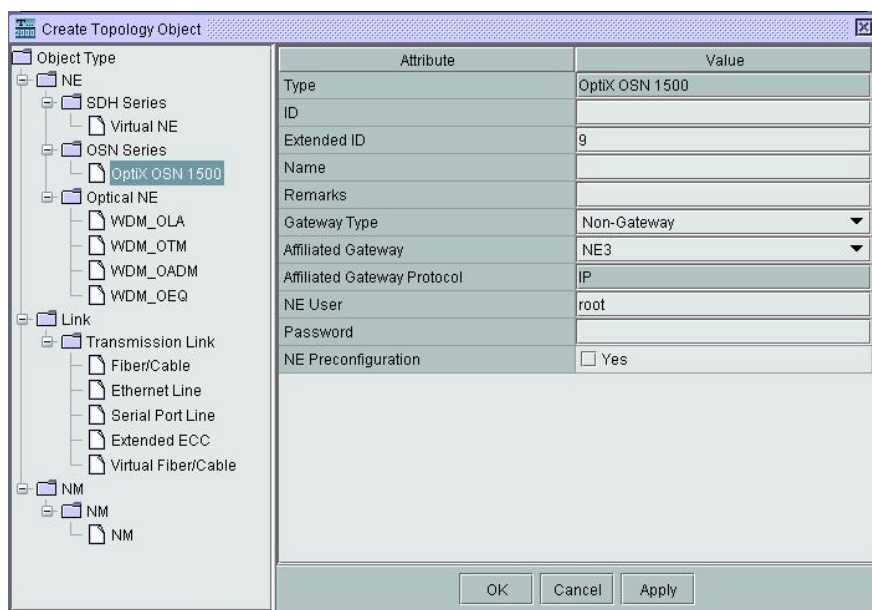 T... 2000 Create Topology Object
Object Type
NE
SDH Series
Virtual NE
OSN Series
OptiX OSN 1500
Optical NE
WDM_OLA
WDM_OTM
WDM_OADM
WDM_OEQ
Link
Transmission Link
Fiber/Cable
Ethernet Line
Serial Port Line
Extended ECC
Virtual Fiber/Cable
NM
NM
NM
Attribute Value
Type OptiX OSN 1500
ID
Extended ID 9
Name
Remarks
Gateway Type Non-Gateway
Affiliated Gateway NE3
Affiliated Gateway Protocol IP
NE User root
Password
NE Preconfiguration Yes
OK Cancel Apply